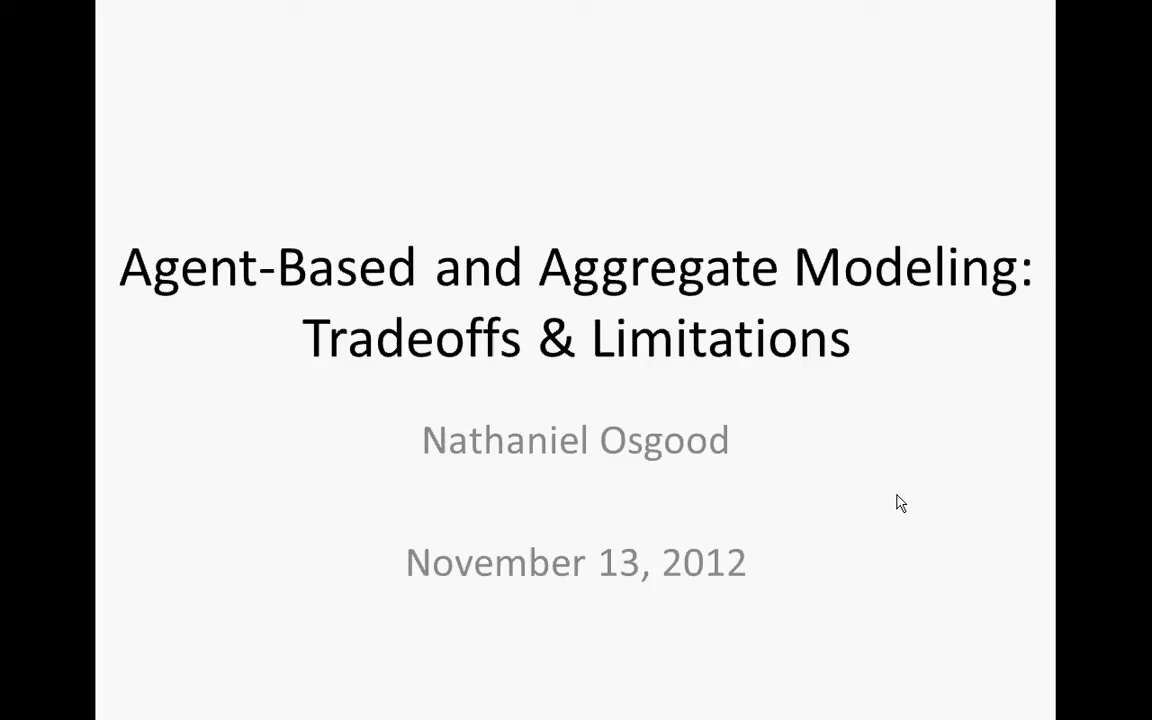 Agent-Based and Aggregate Modeling:
Tradeoffs & Limitations
Nathaniel Osgood
November 13, 2012